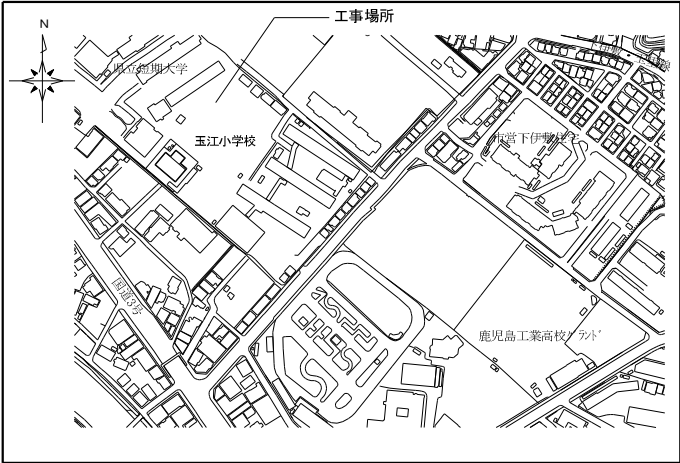 工事場所
N
県立短期大学
玉江小学校
市営下伊敷住宅
国道3号
鹿児島工業高校グランド